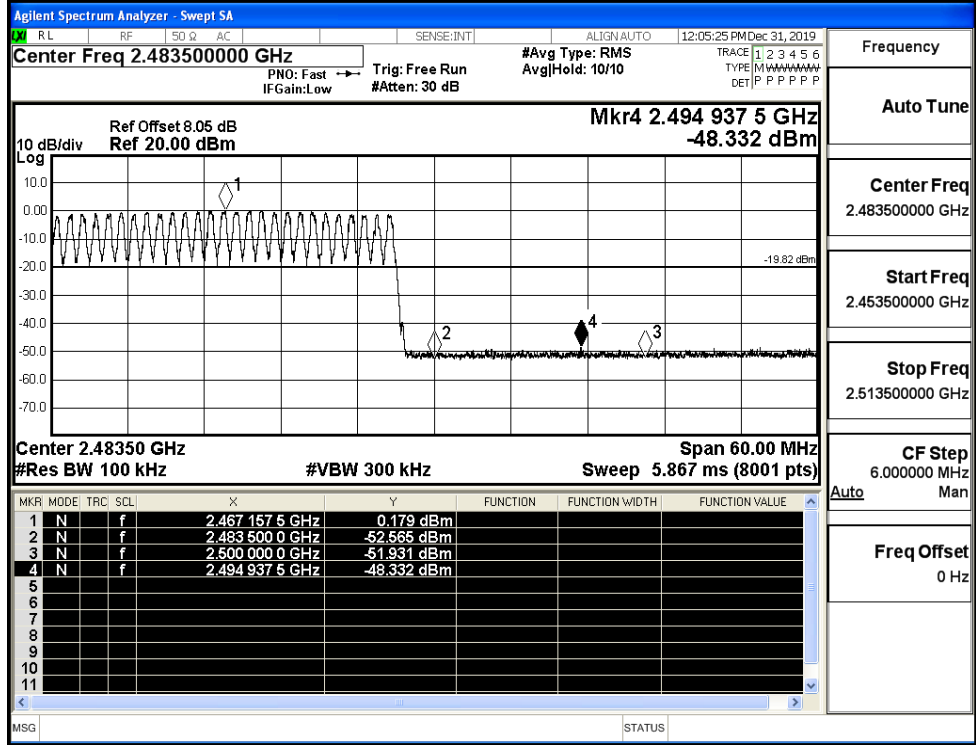 Agilent Spectrum Analyzer - Swept SA
LXI RL RF 50 Ω AC SENSE:INT ALIGN AUTO 12:05:25 PM Dec 31, 2019
Center Freq 2.483500000 GHz
PNO: Fast
IFGain:Low
Trig: Free Run
#Atten: 30 dB
#Avg Type: RMS
Avg|Hold: 10/10
TRACE 1 2 3 4 5 6
TYPE M W W W W W
DET P P P P P P
Frequency
Auto Tune
Center Freq
2.483500000 GHz
Start Freq
2.453500000 GHz
Stop Freq
2.513500000 GHz
CF Step
6.000000 MHz
Auto Man
Freq Offset
0 Hz
Mkr4 2.494 937 5 GHz
-48.332 dBm
Ref Offset 8.05 dB
10 dB/div Ref 20.00 dBm
Log
10.0
0.00
-10.0
-20.0
-30.0
-40.0
-50.0
-60.0
-70.0
1
-19.82 dBm
2
4
3
Center 2.48350 GHz Span 60.00 MHz
#Res BW 100 kHz #VBW 300 kHz Sweep 5.867 ms (8001 pts)
MKR MODE TRC SCL X Y FUNCTION FUNCTION WIDTH FUNCTION VALUE
1 N f 2.467 157 5 GHz 0.179 dBm
2 N f 2.483 500 0 GHz -52.565 dBm
3 N f 2.500 000 0 GHz -51.931 dBm
4 N f 2.494 937 5 GHz -48.332 dBm
5
6
7
8
9
10
11
MSG STATUS